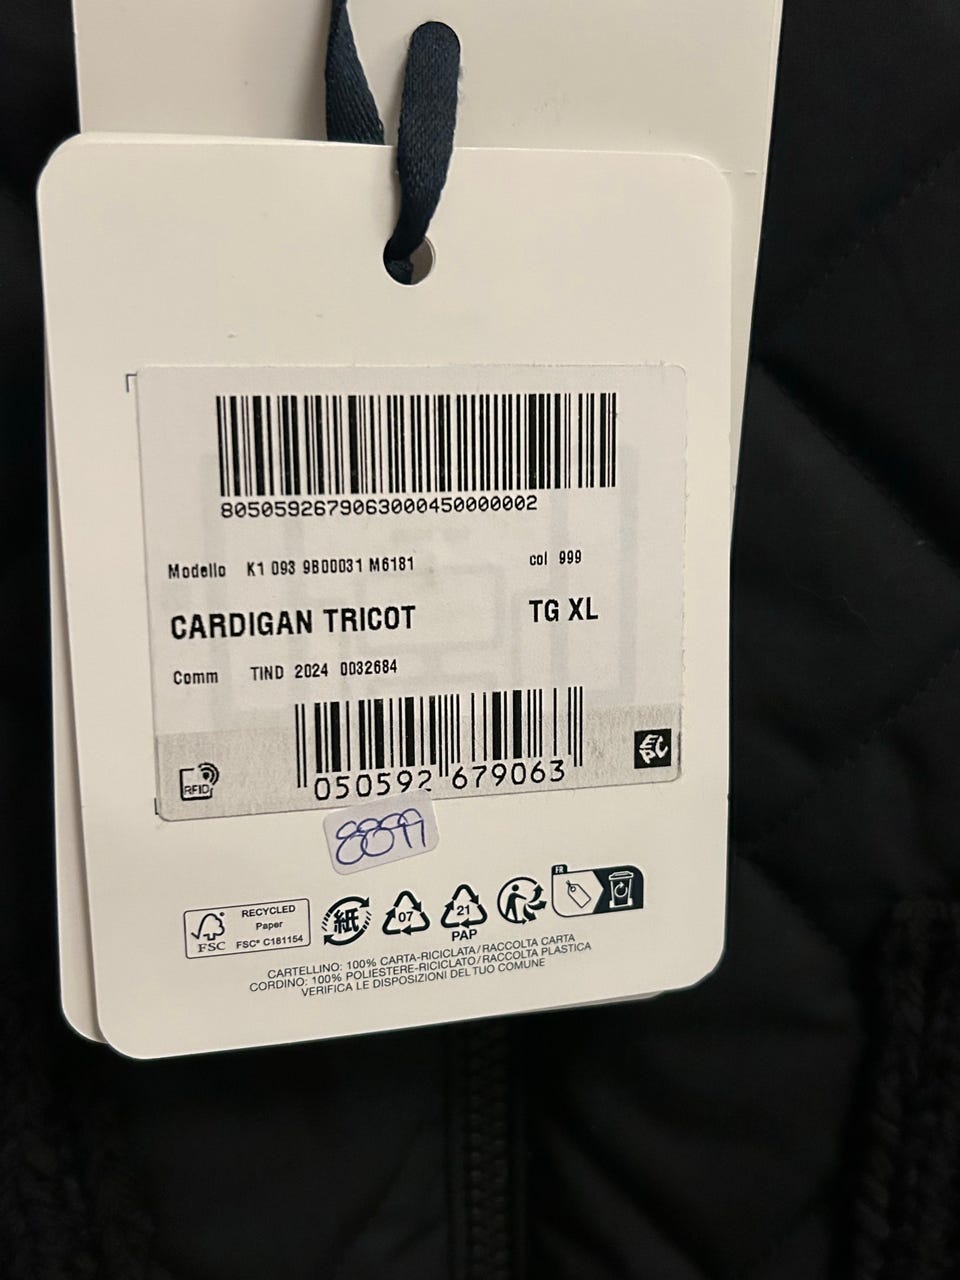 8050592679063000450000002
Modello K1 093 9B00031 M6181 col 999
CARDIGAN TRICOT TG XL
Comm TIND 2024 0032684
RFID
050592 679063
EPC
8899
FSC
RECYCLED
Paper
FSC® C181154
紙
07
21
PAP
FR
CARTELLINO: 100% CARTA-RICICLATA/RACCOLTA CARTA
CORDINO: 100% POLIESTERE-RICICLATO/RACCOLTA PLASTICA
VERIFICA LE DISPOSIZIONI DEL TUO COMUNE